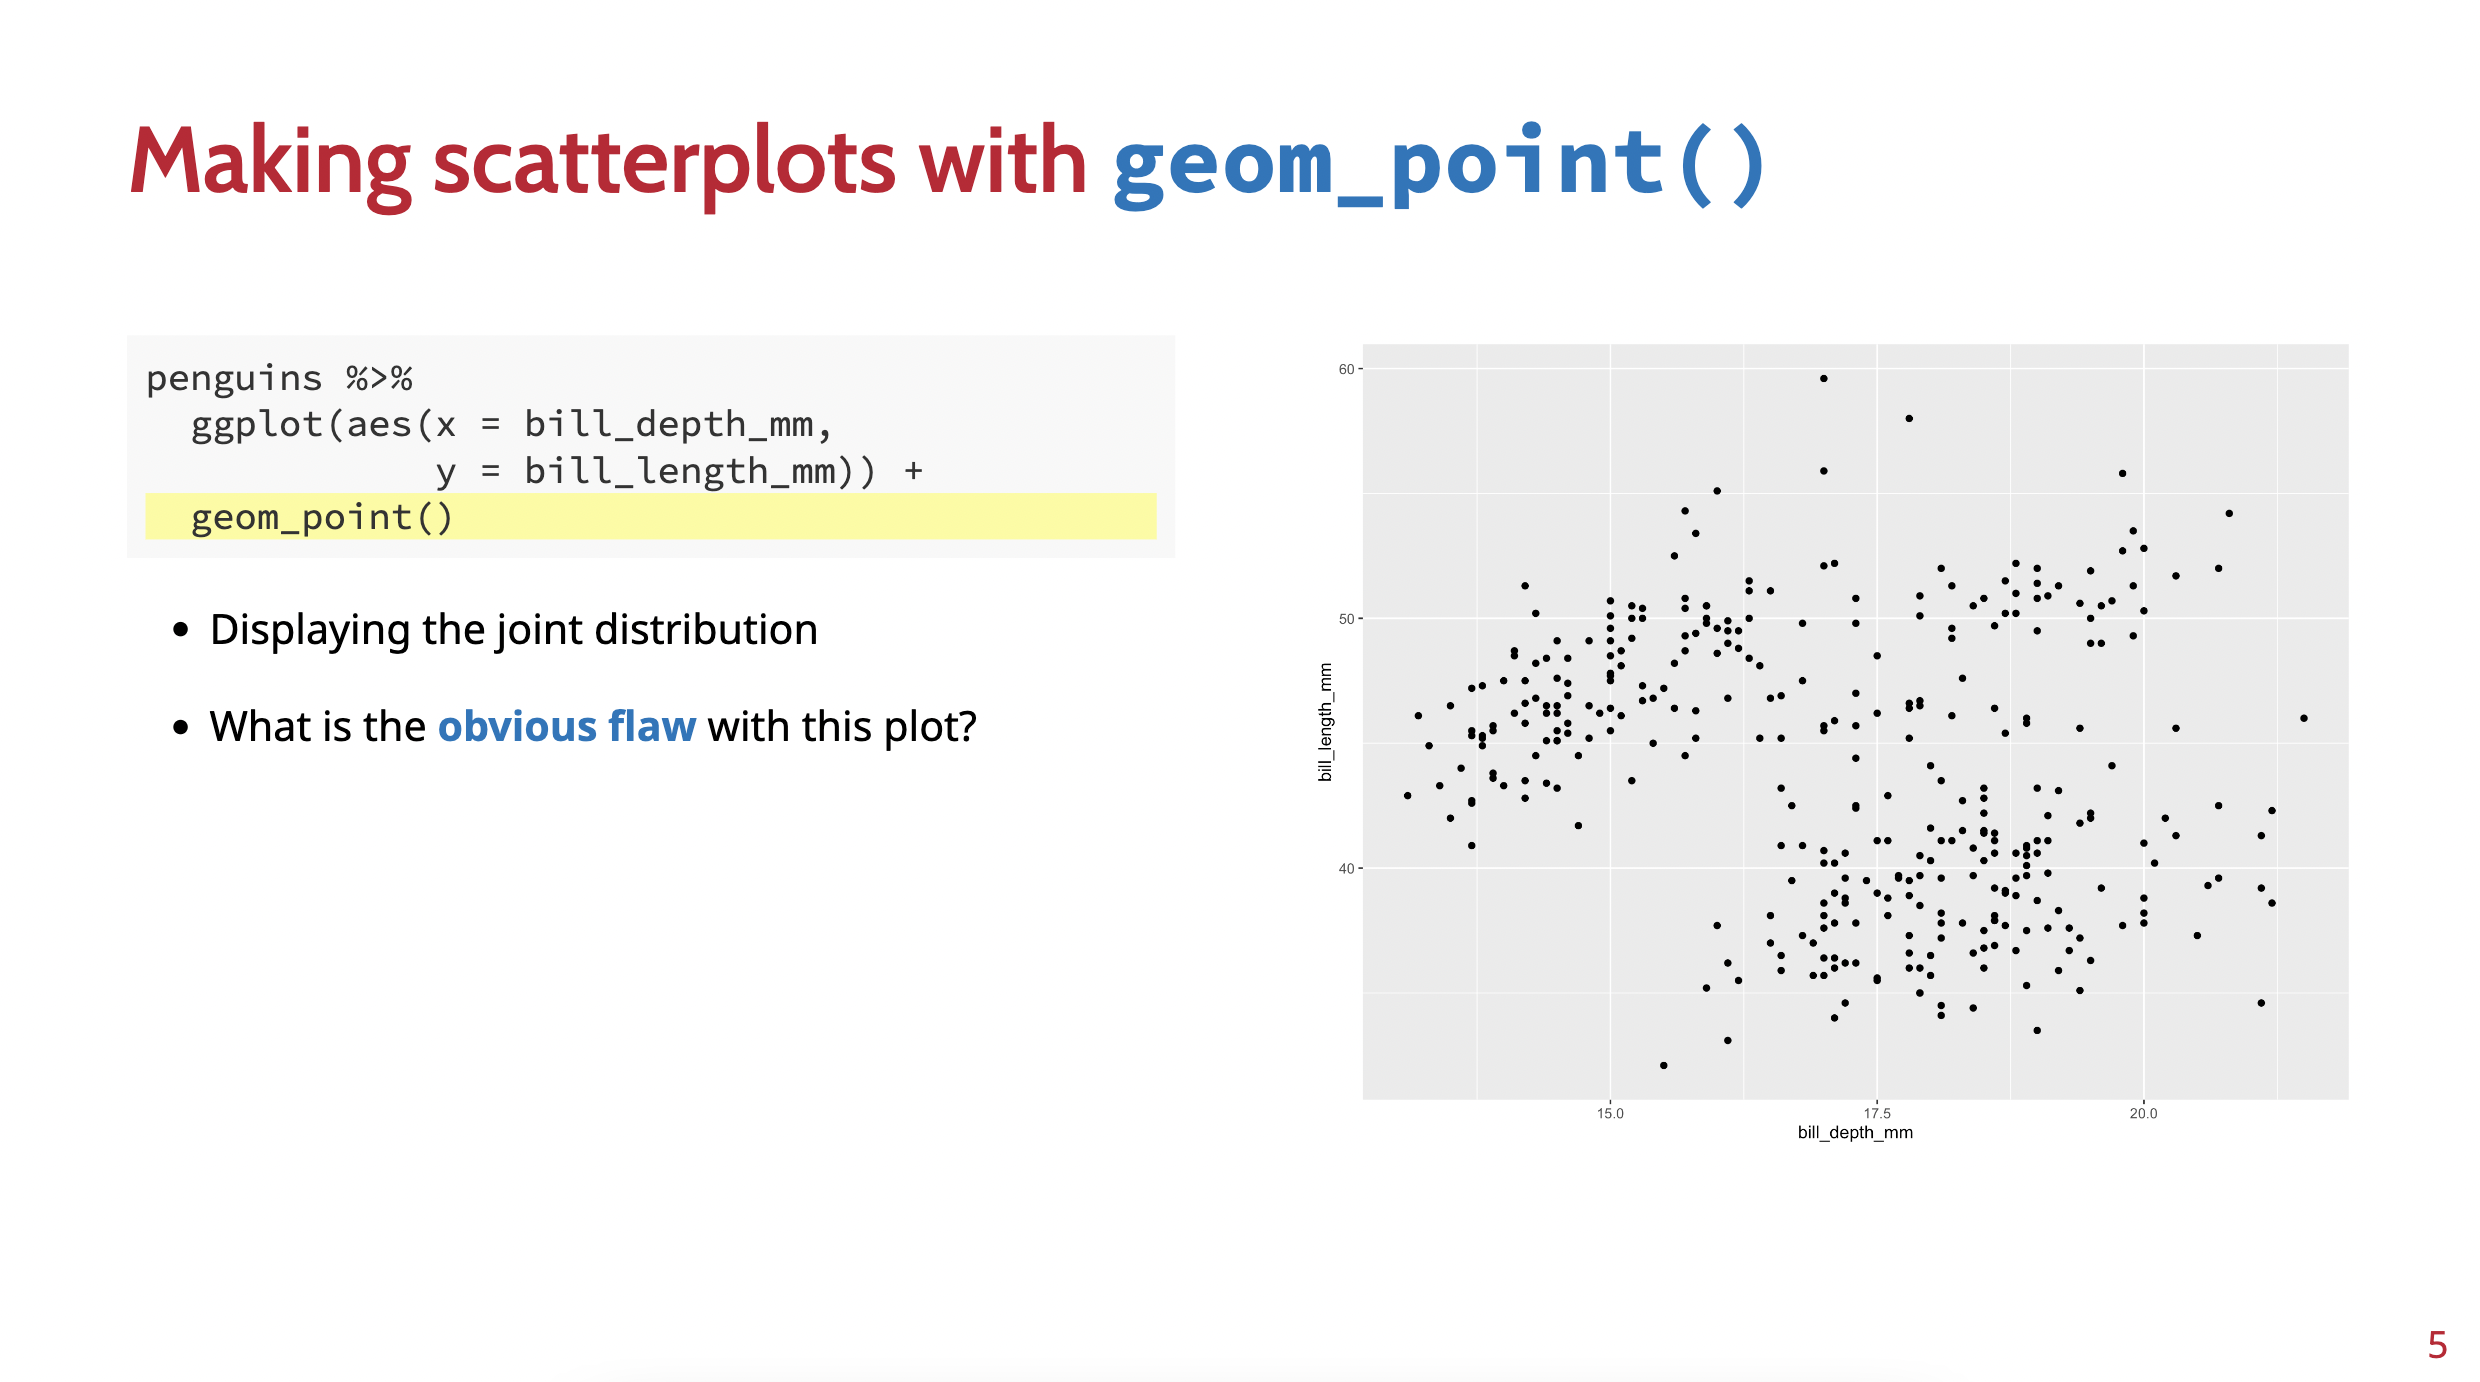 Making scatterplots with geom_point()
penguins %>%
  ggplot(aes(x = bill_depth_mm,
             y = bill_length_mm)) +
  geom_point()
• Displaying the joint distribution
• What is the obvious flaw with this plot?
60
50
40
bill_length_mm
15.0 17.5 20.0
bill_depth_mm
5